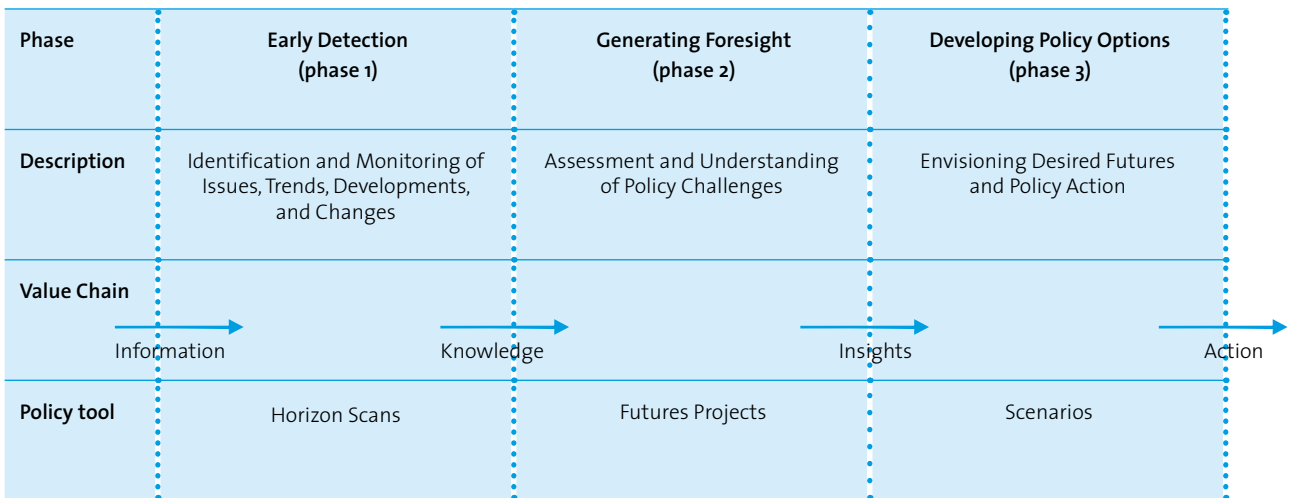 Phase
Early Detection
(phase 1)
Generating Foresight
(phase 2)
Developing Policy Options
(phase 3)
Description
Identification and Monitoring of
Issues, Trends, Developments,
and Changes
Assessment and Understanding
of Policy Challenges
Envisioning Desired Futures
and Policy Action
Value Chain
Information
Knowledge
Insights
Action
Policy tool
Horizon Scans
Futures Projects
Scenarios